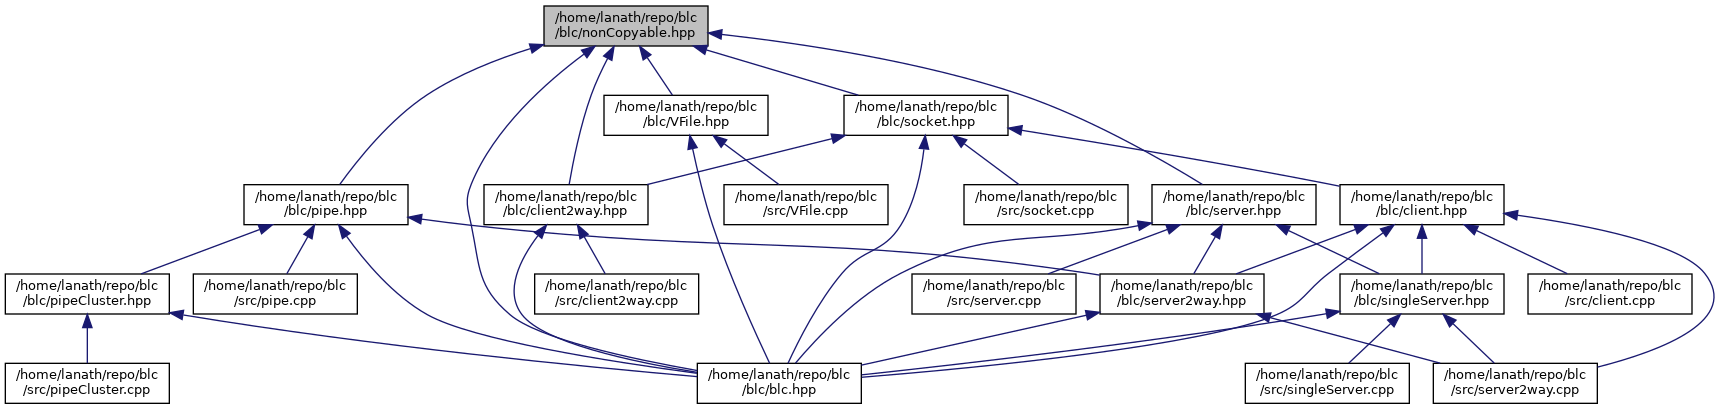 /home/lanath/repo/blc
/blc/nonCopyable.hpp
/home/lanath/repo/blc
/blc/VFile.hpp
/home/lanath/repo/blc
/blc/socket.hpp
/home/lanath/repo/blc
/blc/pipe.hpp
/home/lanath/repo/blc
/blc/client2way.hpp
/home/lanath/repo/blc
/src/VFile.cpp
/home/lanath/repo/blc
/src/socket.cpp
/home/lanath/repo/blc
/blc/server.hpp
/home/lanath/repo/blc
/blc/client.hpp
/home/lanath/repo/blc
/blc/pipeCluster.hpp
/home/lanath/repo/blc
/src/pipe.cpp
/home/lanath/repo/blc
/src/client2way.cpp
/home/lanath/repo/blc
/src/server.cpp
/home/lanath/repo/blc
/blc/server2way.hpp
/home/lanath/repo/blc
/blc/singleServer.hpp
/home/lanath/repo/blc
/src/client.cpp
/home/lanath/repo/blc
/src/pipeCluster.cpp
/home/lanath/repo/blc
/blc/blc.hpp
/home/lanath/repo/blc
/src/singleServer.cpp
/home/lanath/repo/blc
/src/server2way.cpp